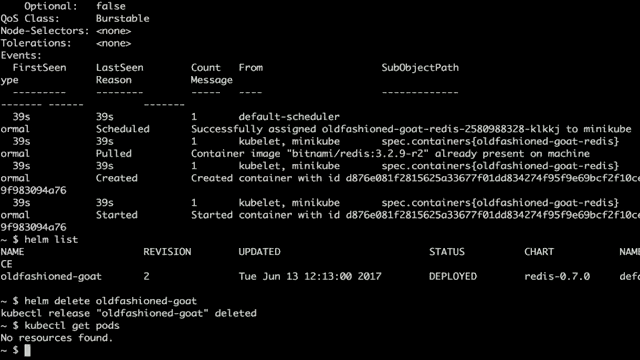 Optional: false
QoS Class: Burstable
Node-Selectors: <none>
Tolerations: <none>
Events:
FirstSeen LastSeen Count From SubObjectPath
ype Reason Message
--------- -------- ----- ---- -------------
------- ------ -------
39s 39s 1 default-scheduler
ormal Scheduled Successfully assigned oldfashioned-goat-redis-2580988328-klkkj to minikube
39s 39s 1 kubelet, minikube spec.containers{oldfashioned-goat-redis}
ormal Pulled Container image "bitnami/redis:3.2.9-r2" already present on machine
39s 39s 1 kubelet, minikube spec.containers{oldfashioned-goat-redis}
ormal Created Created container with id d876e081f2815625a33677f01dd834274f95f9e69bcf2f10ce
9f983094a76
39s 39s 1 kubelet, minikube spec.containers{oldfashioned-goat-redis}
ormal Started Started container with id d876e081f2815625a33677f01dd834274f95f9e69bcf2f10ce
9f983094a76
~ $ helm list
NAME REVISION UPDATED STATUS CHART NAME
CE
oldfashioned-goat 2 Tue Jun 13 12:13:00 2017 DEPLOYED redis-0.7.0 defa
~ $ helm delete oldfashioned-goat
kubectl release "oldfashioned-goat" deleted
~ $ kubectl get pods
No resources found.
~ $